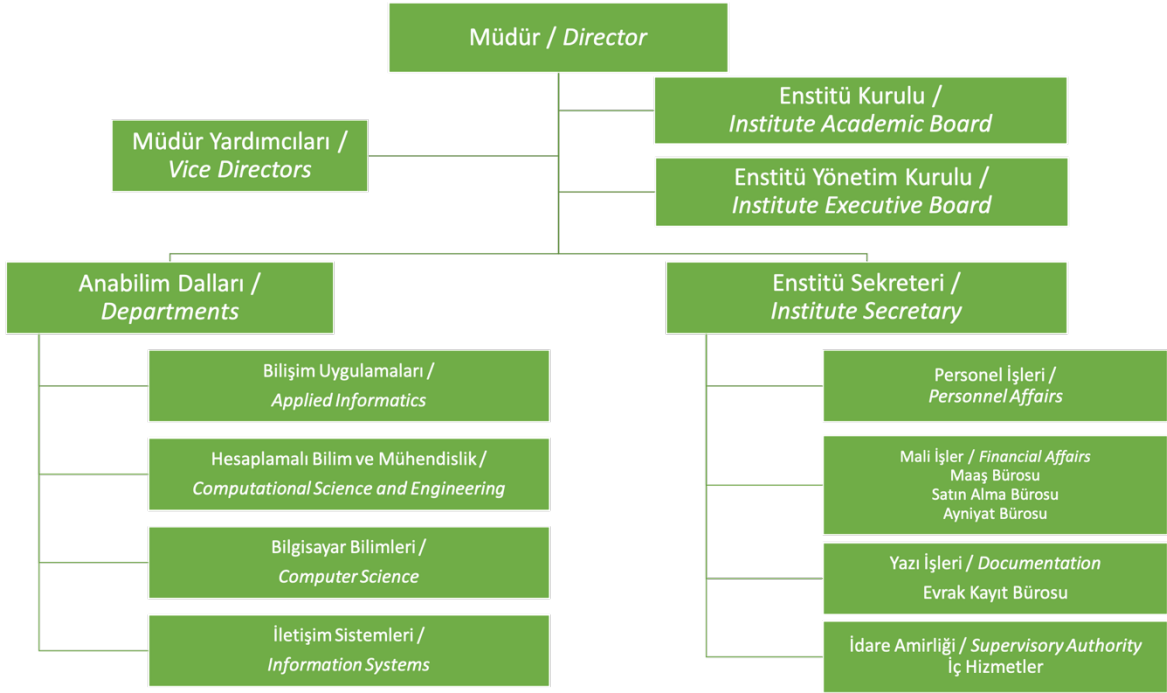 Müdür / Director
Enstitü Kurulu /
Institute Academic Board
Müdür Yardımcıları /
Vice Directors
Enstitü Yönetim Kurulu /
Institute Executive Board
Anabilim Dalları /
Departments
Bilişim Uygulamaları /
Applied Informatics
Hesaplamalı Bilim ve Mühendislik /
Computational Science and Engineering
Bilgisayar Bilimleri /
Computer Science
İletişim Sistemleri /
Information Systems
Enstitü Sekreteri /
Institute Secretary
Personel İşleri /
Personnel Affairs
Mali İşler / Financial Affairs
Maaş Bürosu
Satın Alma Bürosu
Ayniyat Bürosu
Yazı İşleri / Documentation
Evrak Kayıt Bürosu
İdare Amirliği / Supervisory Authority
İç Hizmetler